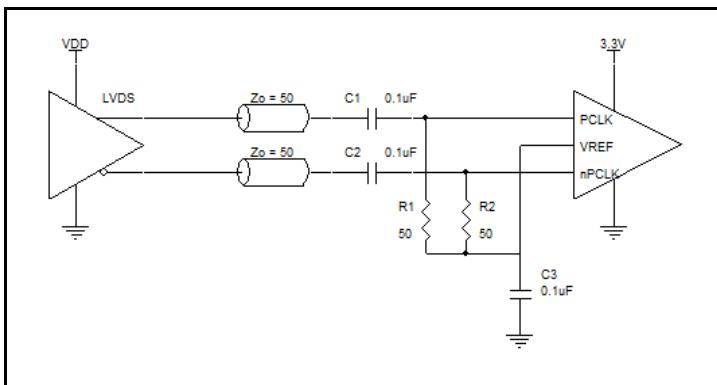 VDD
3.3V
LVDS
Zo = 50
C1
0.1uF
PCLK
VREF
Zo = 50
C2
0.1uF
nPCLK
R1
50
R2
50
C3
0.1uF